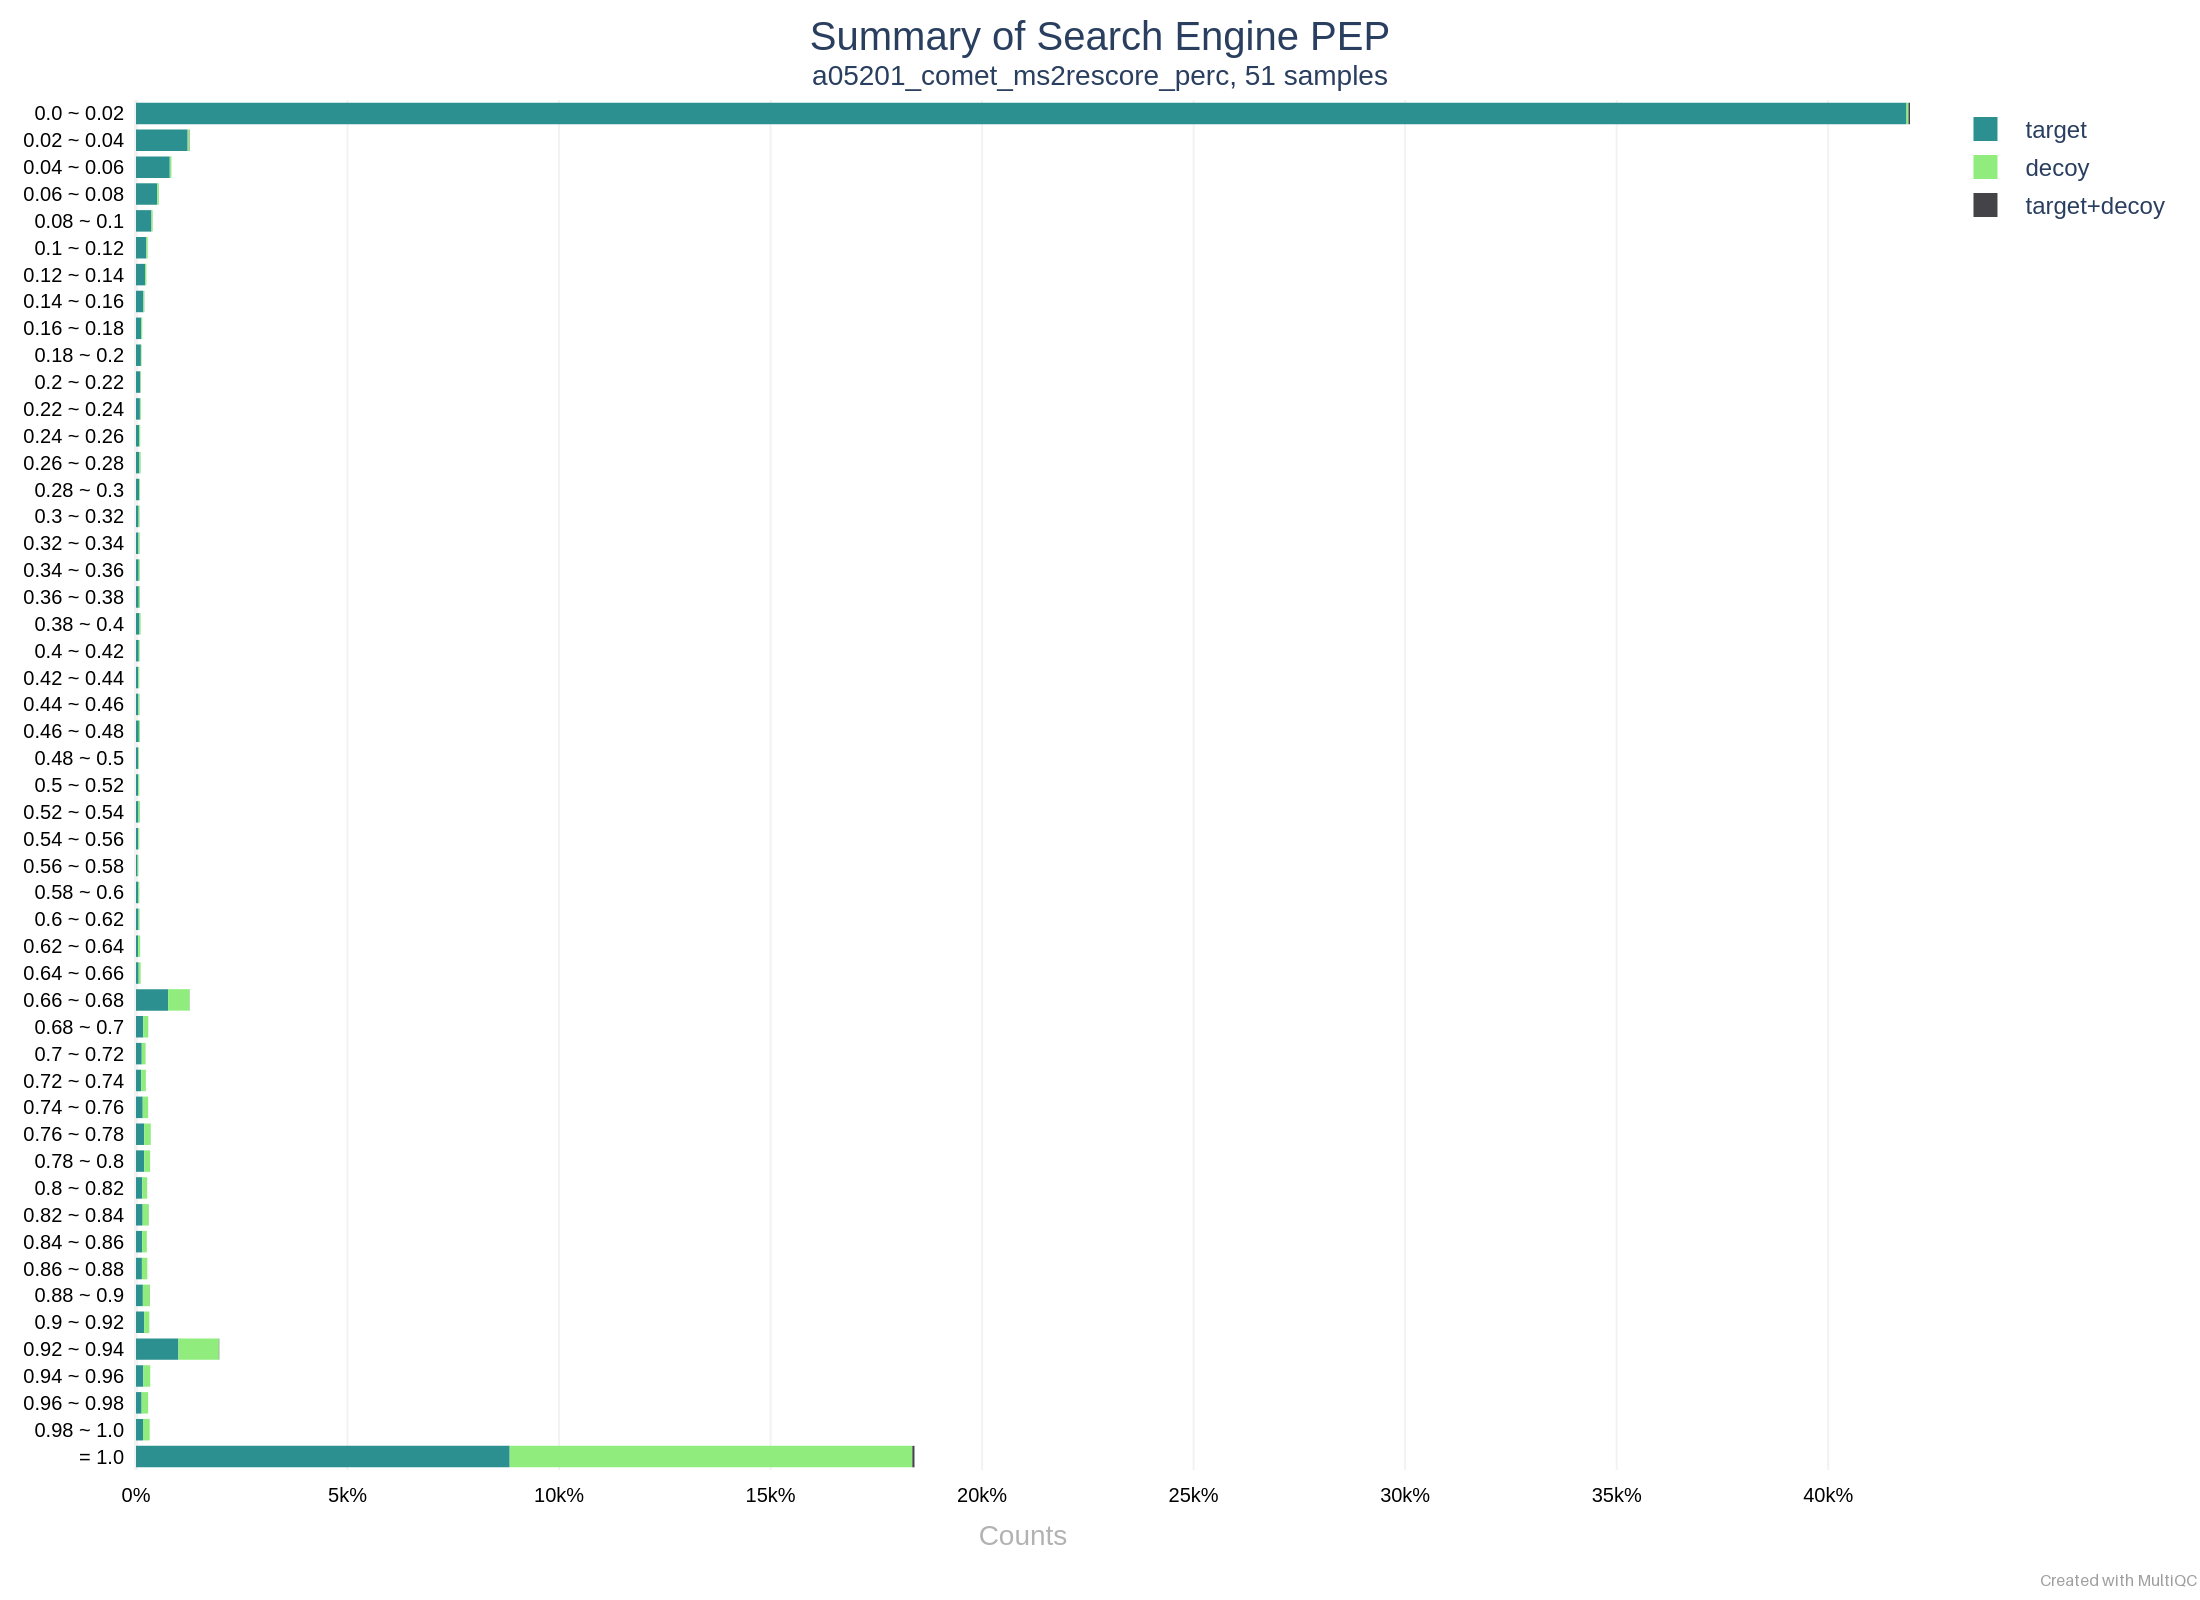 Summary of Search Engine PEP
a05201_comet_ms2rescore_perc, 51 samples
0.0 ~ 0.02
0.02 ~ 0.04
0.04 ~ 0.06
0.06 ~ 0.08
0.08 ~ 0.1
0.1 ~ 0.12
0.12 ~ 0.14
0.14 ~ 0.16
0.16 ~ 0.18
0.18 ~ 0.2
0.2 ~ 0.22
0.22 ~ 0.24
0.24 ~ 0.26
0.26 ~ 0.28
0.28 ~ 0.3
0.3 ~ 0.32
0.32 ~ 0.34
0.34 ~ 0.36
0.36 ~ 0.38
0.38 ~ 0.4
0.4 ~ 0.42
0.42 ~ 0.44
0.44 ~ 0.46
0.46 ~ 0.48
0.48 ~ 0.5
0.5 ~ 0.52
0.52 ~ 0.54
0.54 ~ 0.56
0.56 ~ 0.58
0.58 ~ 0.6
0.6 ~ 0.62
0.62 ~ 0.64
0.64 ~ 0.66
0.66 ~ 0.68
0.68 ~ 0.7
0.7 ~ 0.72
0.72 ~ 0.74
0.74 ~ 0.76
0.76 ~ 0.78
0.78 ~ 0.8
0.8 ~ 0.82
0.82 ~ 0.84
0.84 ~ 0.86
0.86 ~ 0.88
0.88 ~ 0.9
0.9 ~ 0.92
0.92 ~ 0.94
0.94 ~ 0.96
0.96 ~ 0.98
0.98 ~ 1.0
= 1.0
0% 5k% 10k% 15k% 20k% 25k% 30k% 35k% 40k%
Counts
target
decoy
target+decoy
Created with MultiQC